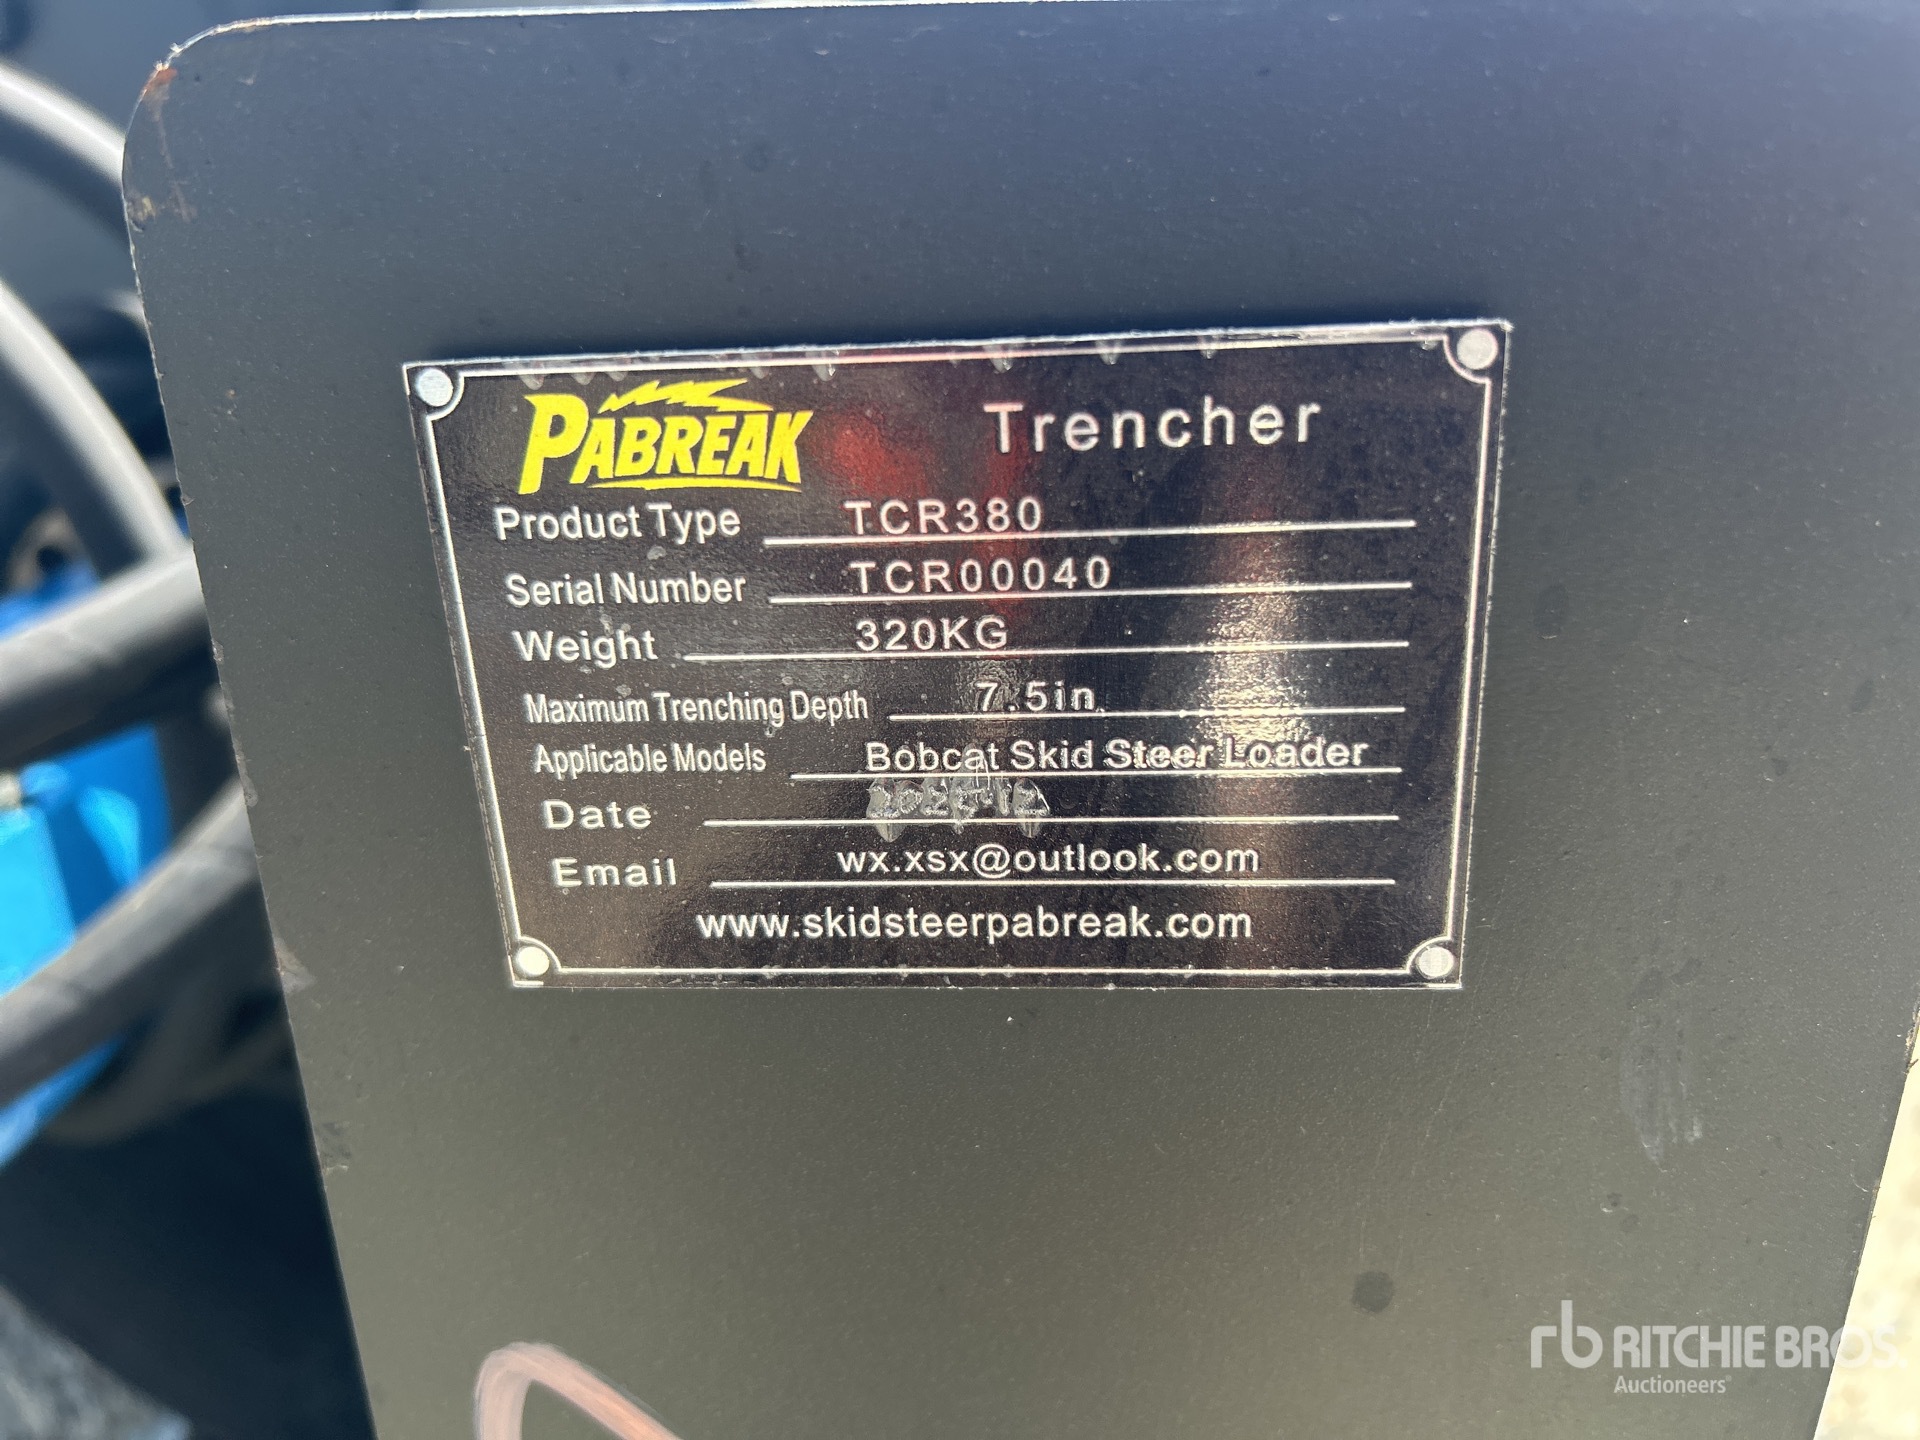 PABREAK Trencher
Product Type TCR380
Serial Number TCR00040
Weight 320KG
Maximum Trenching Depth 7.5in
Applicable Models Bobcat Skid Steer Loader
Date
Email wx.xsx@outlook.com
www.skidsteerpabreak.com
rb RITCHIE BROS.
Auctioneers